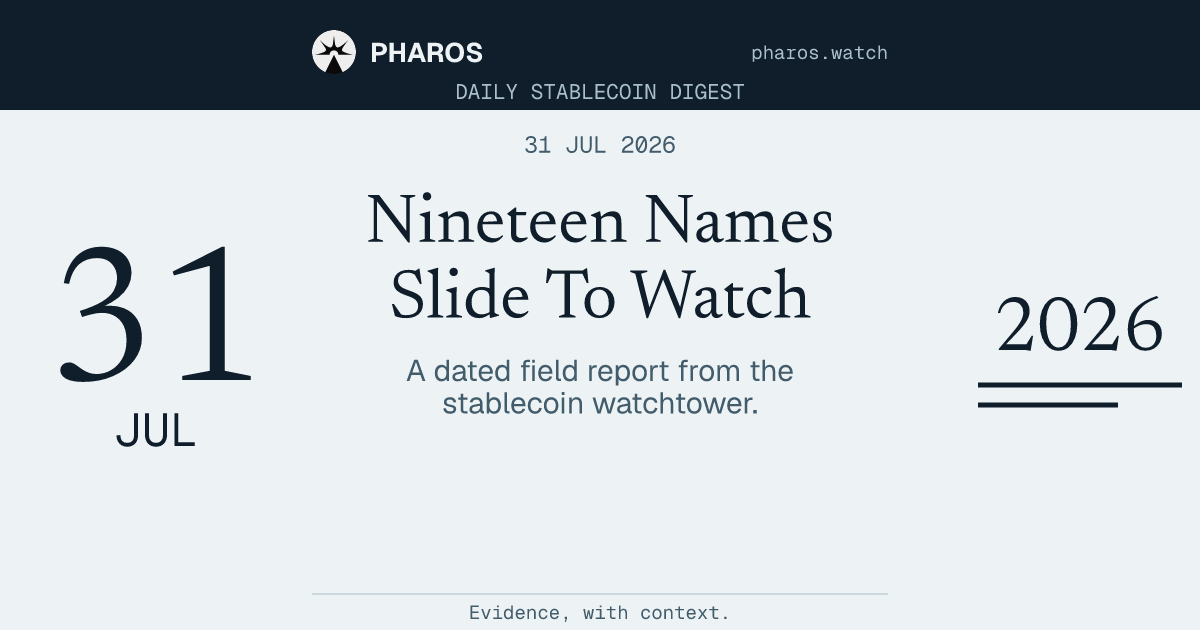 PHAROS
pharos.watch
DAILY STABLECOIN DIGEST
31 JUL 2026
Nineteen Names
Slide To Watch
A dated field report from the
stablecoin watchtower.
31
JUL
2026
Evidence, with context.